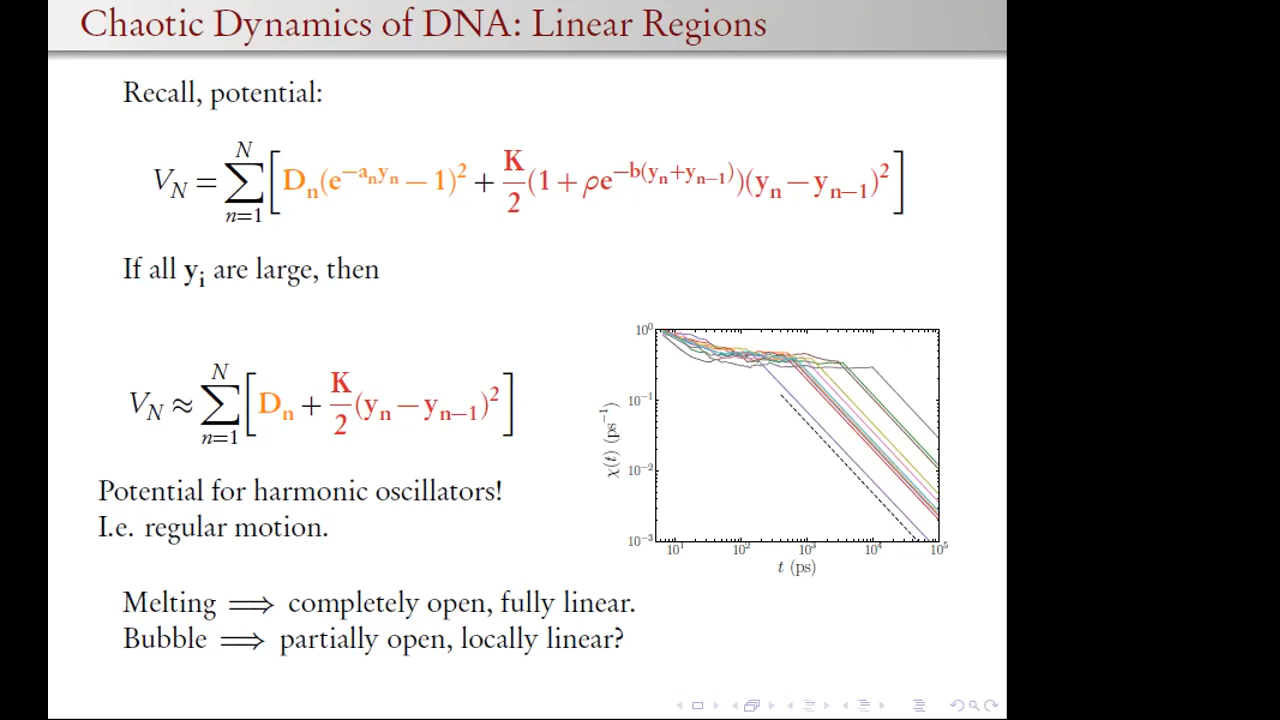 Chaotic Dynamics of DNA: Linear Regions
Recall, potential:
V_N = \sum_{n=1}^{N} [ D_n(e^{-a_n y_n} - 1)^2 + \frac{K}{2}(1 + ρe^{-b(y_n+y_{n-1})})(y_n - y_{n-1})^2 ]
If all y_i are large, then
V_N ≈ \sum_{n=1}^{N} [ D_n + \frac{K}{2}(y_n - y_{n-1})^2 ]
Potential for harmonic oscillators!
I.e. regular motion.
10^0
10^{-1}
10^{-2}
10^{-3}
χ(t) (ps^{-1})
10^1 10^2 10^3 10^4 10^5
t (ps)
Melting ⟹ completely open, fully linear.
Bubble ⟹ partially open, locally linear?